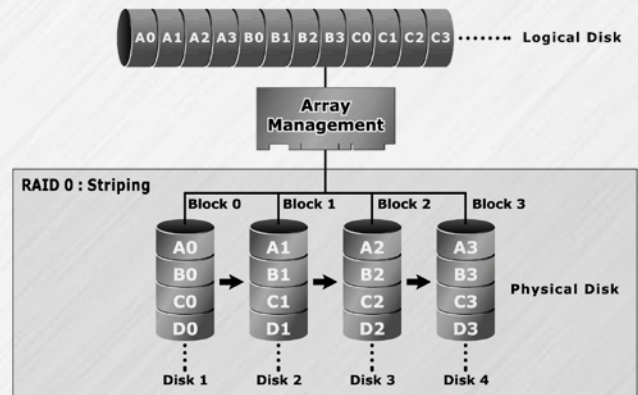 A0 A1 A2 A3 B0 B1 B2 B3 C0 C1 C2 C3 Logical Disk
Array
Management
RAID 0 : Striping
Block 0 Block 1 Block 2 Block 3
A0 A1 A2 A3
B0 B1 B2 B3
C0 C1 C2 C3
Physical Disk
D0 D1 D2 D3
Disk 1 Disk 2 Disk 3 Disk 4